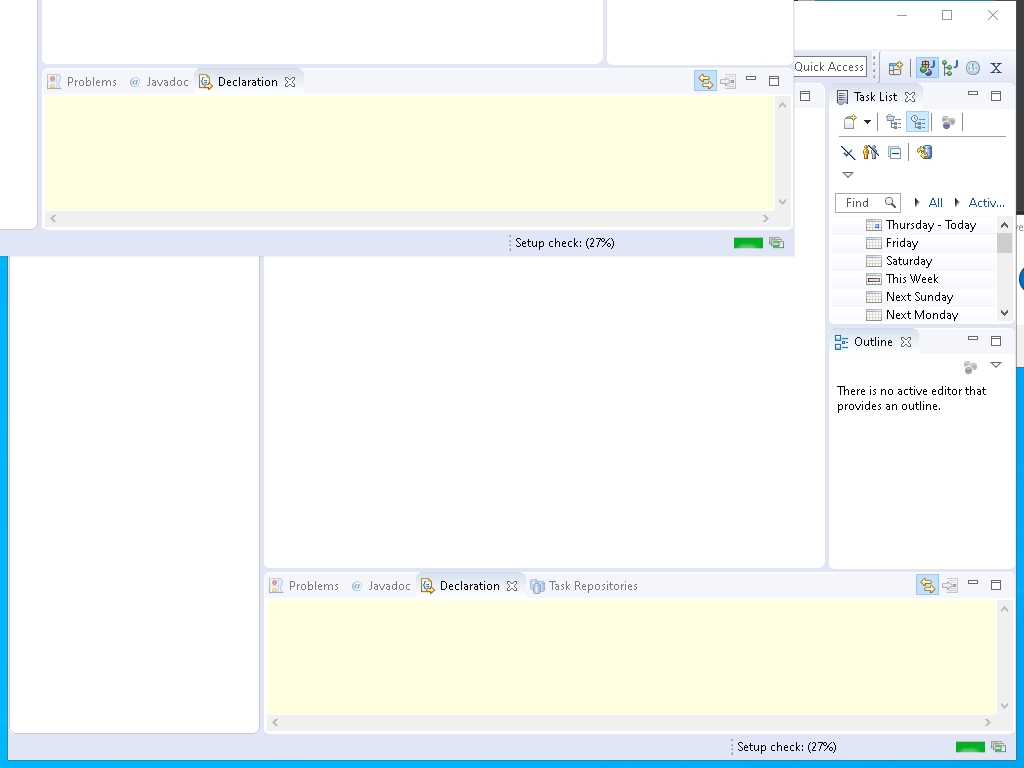 Problems
@ Javadoc
Declaration
Setup check: (27%)
Quick Access
Task List
Find
All
Activ...
Thursday - Today
Friday
Saturday
This Week
Next Sunday
Next Monday
Outline
There is no active editor that
provides an outline.
Problems
@ Javadoc
Declaration
Task Repositories
Setup check: (27%)